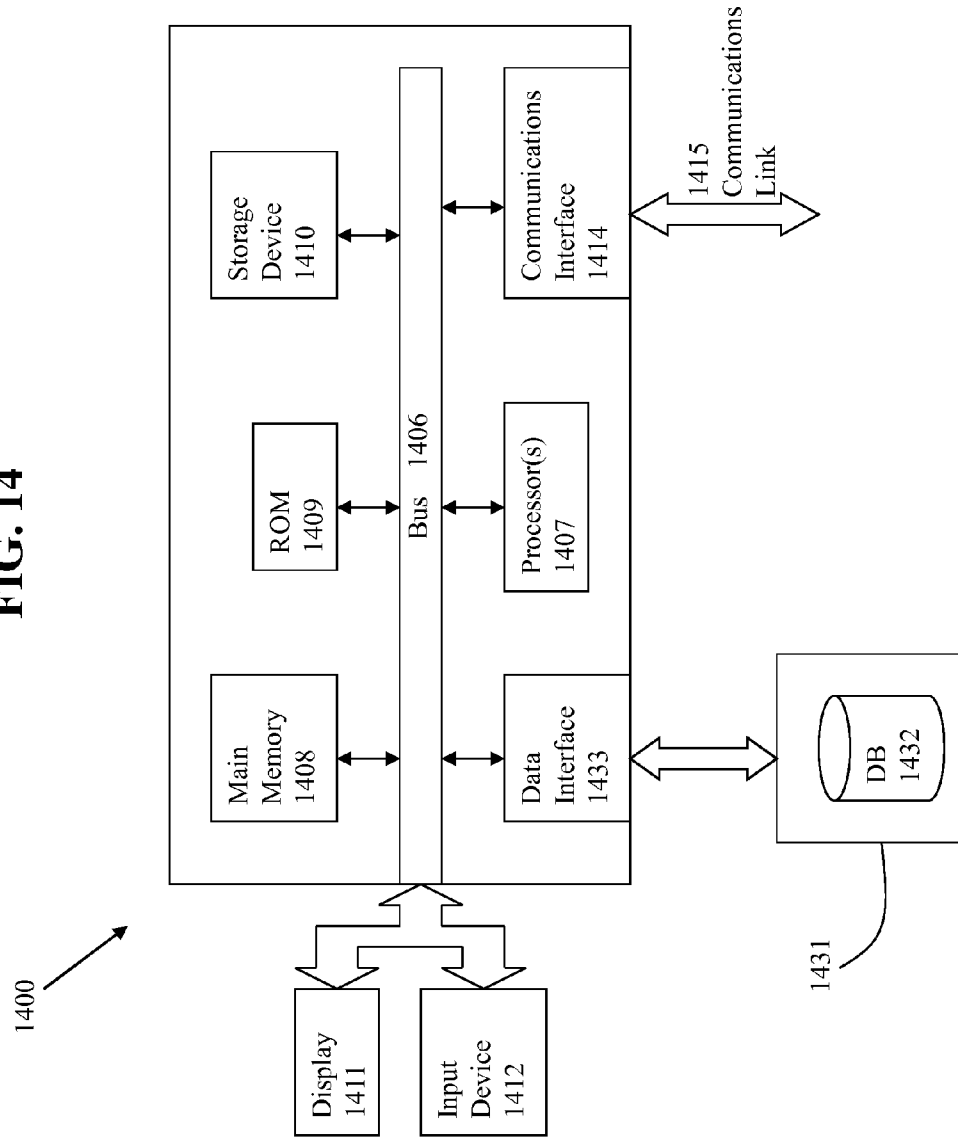 FIG. 14
1400
Display
1411
Input
Device
1412
Main
Memory
1408
ROM
1409
Storage
Device
1410
Bus 1406
Data
Interface
1433
Processor(s)
1407
Communications
Interface
1414
1415
Communications
Link
DB
1432
1431